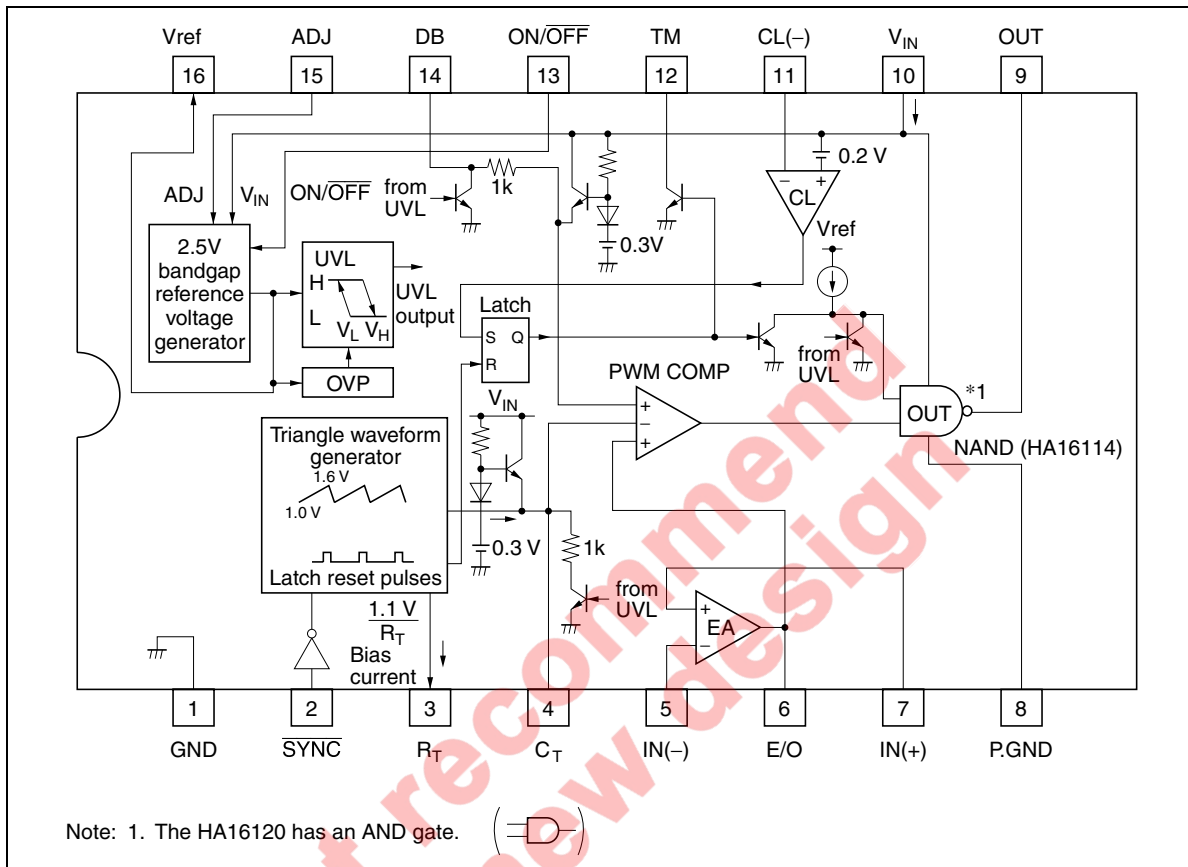 Vref ADJ DB ON/OFF TM CL(−) VIN OUT
16 15 14 13 12 11 10 9
0.2 V
1k
ADJ VIN ON/OFF from UVL
− +
CL
0.3V
Vref
2.5V
bandgap
reference
voltage
generator
UVL
H
L
VL VH
UVL
output
Latch
S Q
R
from
UVL
OVP
PWM COMP
+
−
+
*1
OUT
NAND (HA16114)
VIN
Triangle waveform
generator
1.6 V
1.0 V
Latch reset pulses
0.3 V
1k
from
UVL
1.1 V
RT
Bias
current
+
EA
−
1 2 3 4 5 6 7 8
GND SYNC RT CT IN(−) E/O IN(+) P.GND
Note: 1. The HA16120 has an AND gate.
t recommend
ew design